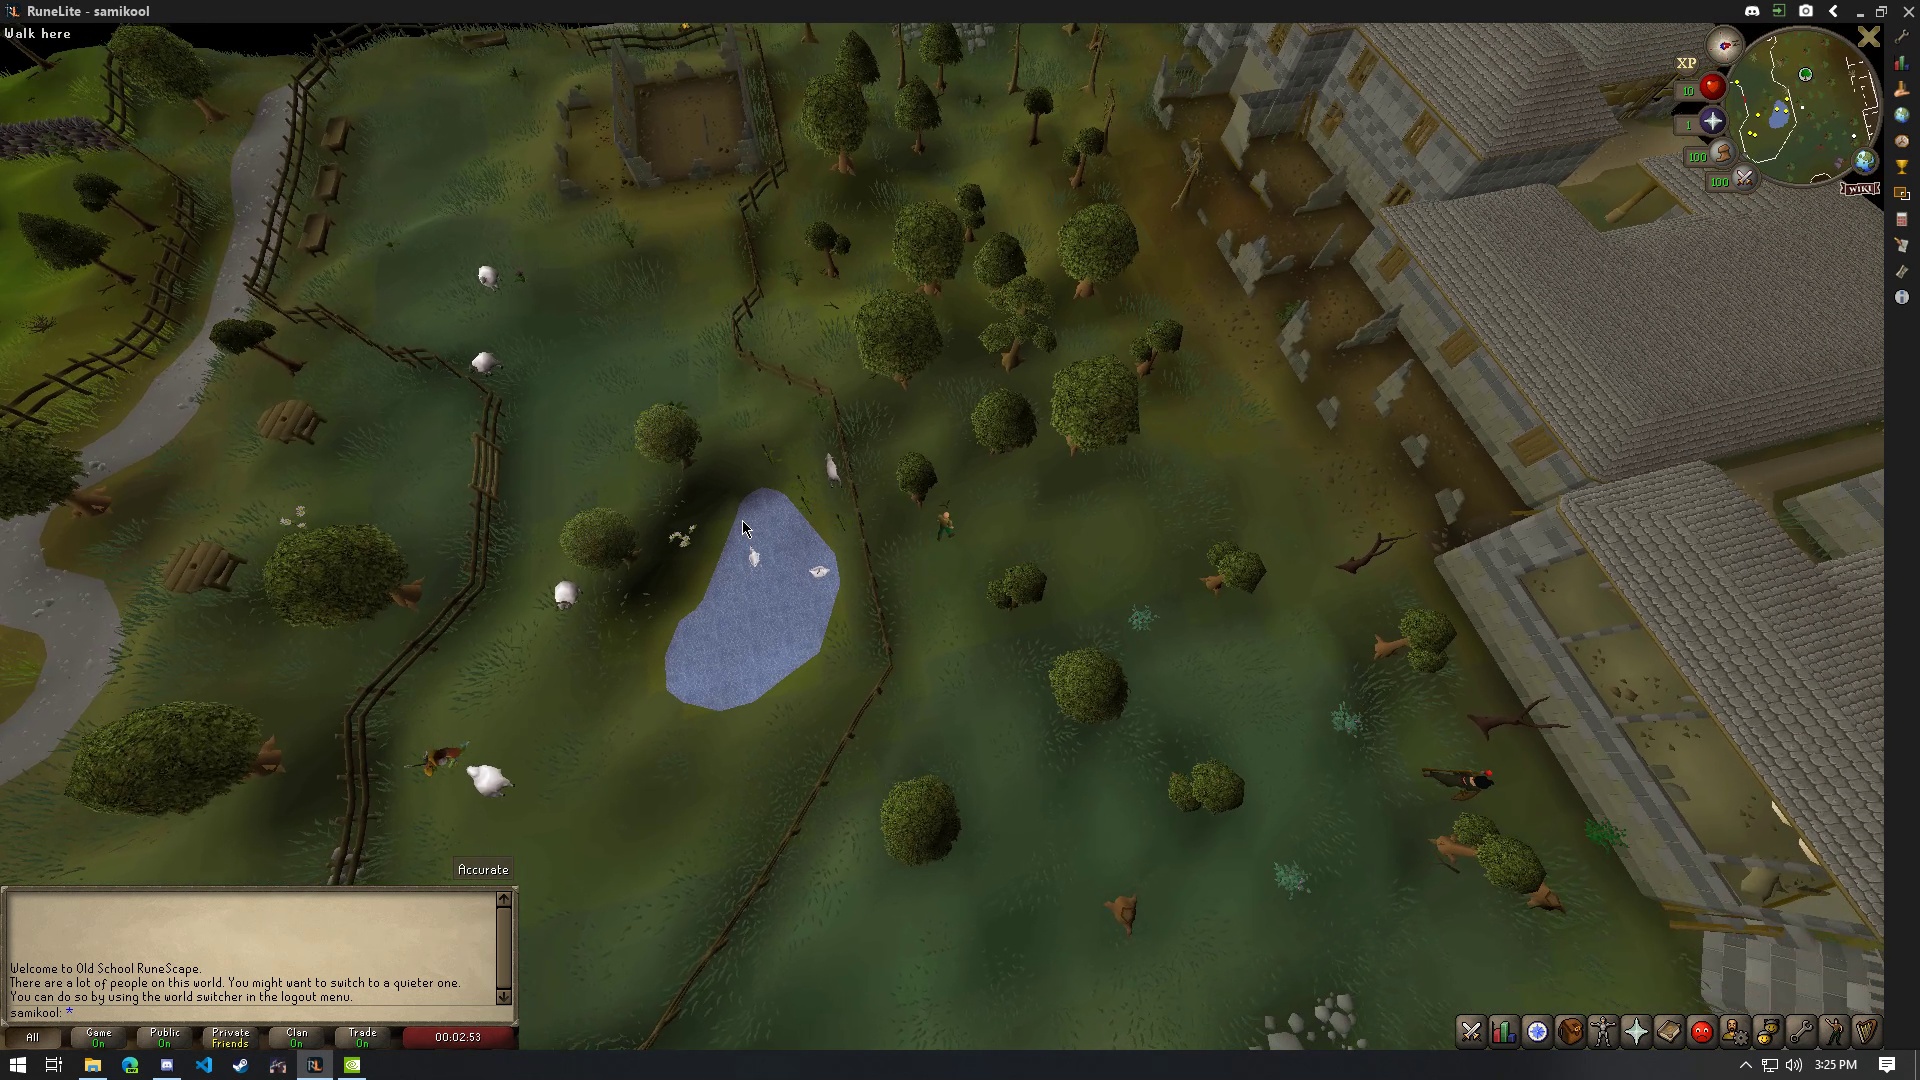 RuneLite - samikool
Walk here
XP
10
1
100
100
WIKI
Accurate
Welcome to Old School RuneScape.
There are a lot of people on this world. You might want to switch to a quieter one.
You can do so by using the world switcher in the logout menu.
samikool: *
All
Game
On
Public
On
Private
Friends
Clan
On
Trade
On
00:02:53
3:25 PM